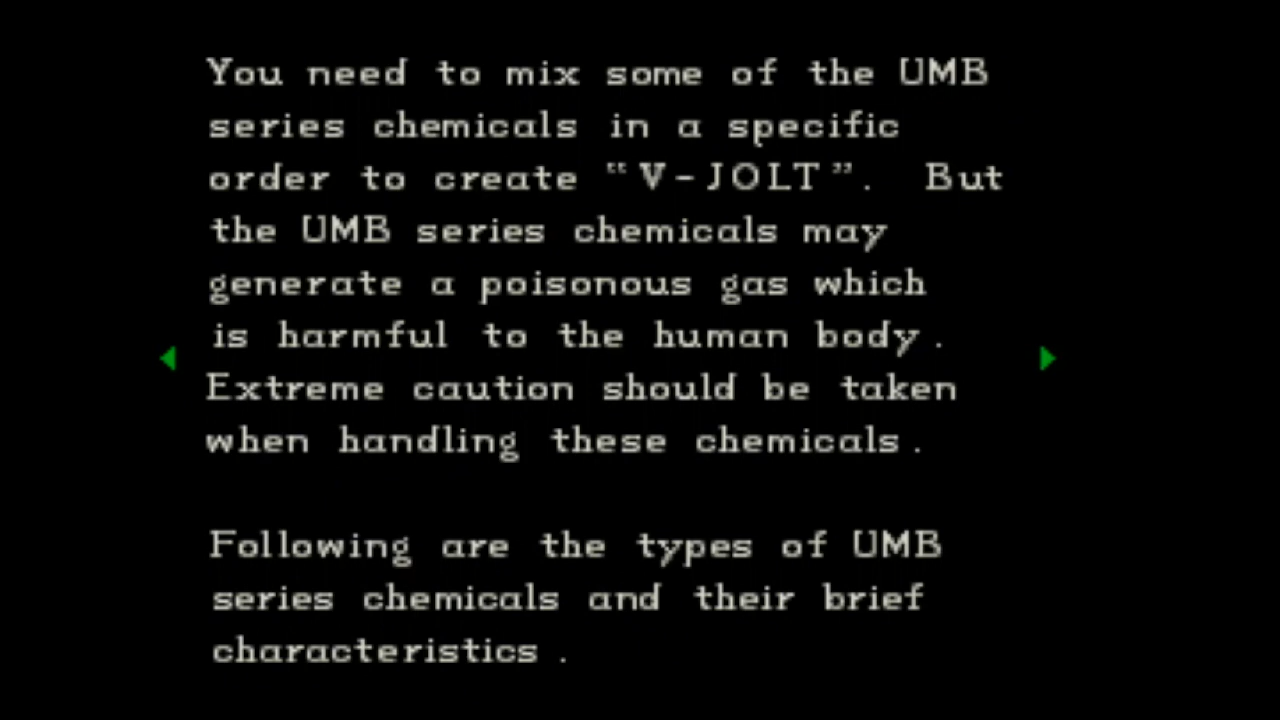 You need to mix some of the UMB
series chemicals in a specific
order to create "V-JOLT". But
the UMB series chemicals may
generate a poisonous gas which
is harmful to the human body.
Extreme caution should be taken
when handling these chemicals.
Following are the types of UMB
series chemicals and their brief
characteristics.